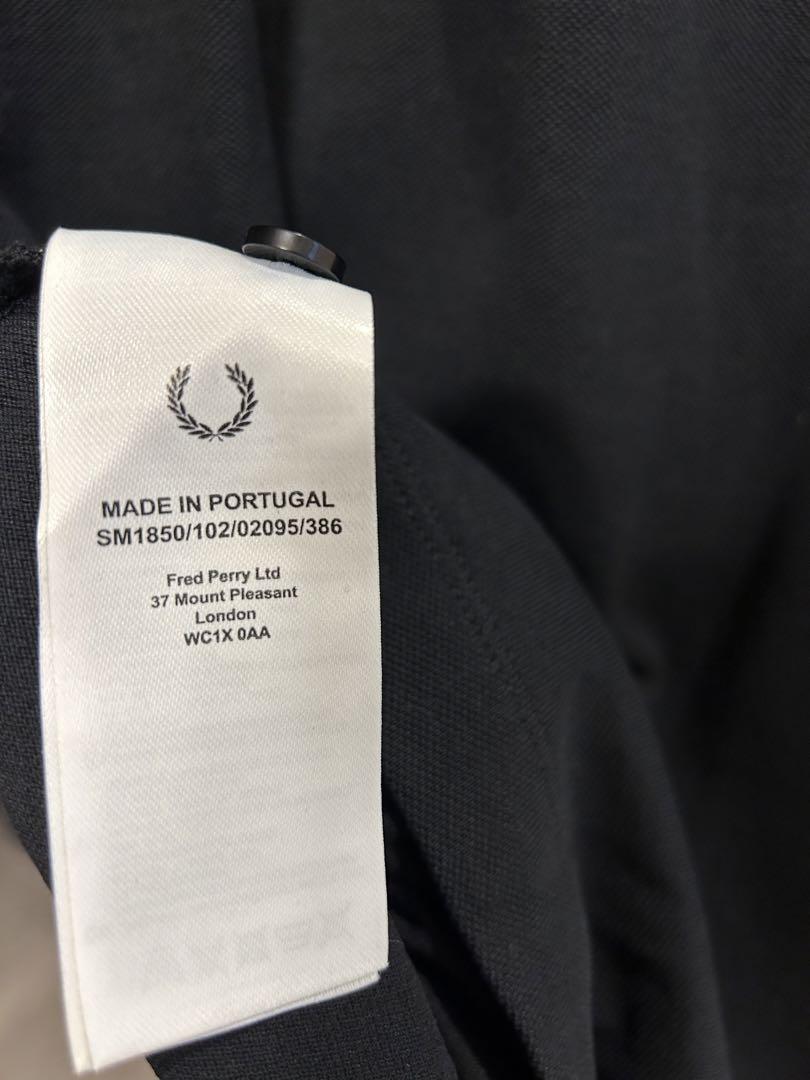 MADE IN PORTUGAL
SM1850/102/02095/386
Fred Perry Ltd
37 Mount Pleasant
London
WC1X 0AA